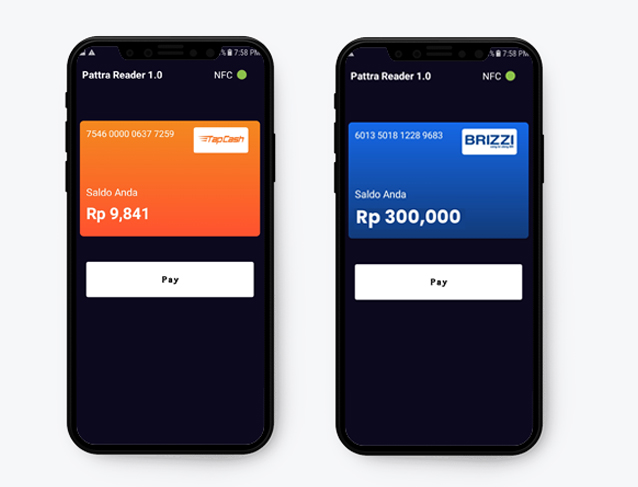 7:58 PM
Pattra Reader 1.0 NFC
7546 0000 0637 7259
TapCash
Saldo Anda
Rp 9,841
Pay
7:58 PM
Pattra Reader 1.0 NFC
6013 5018 1228 9683
BRIZZI
Saldo Anda
Rp 300,000
Pay